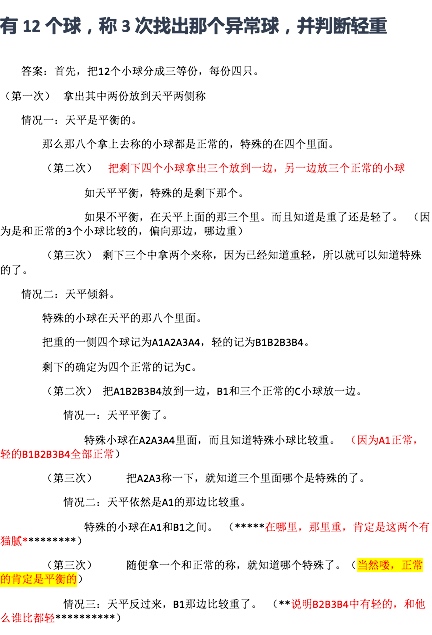 有 12 个球，称 3 次找出那个异常球，并判断轻重
答案：首先，把12个小球分成三等份，每份四只。
（第一次） 拿出其中两份放到天平两侧称
情况一：天平是平衡的。
那么那八个拿上去称的小球都是正常的，特殊的在四个里面。
（第二次） 把剩下四个小球拿出三个放到一边，另一边放三个正常的小球
如天平平衡，特殊的是剩下那个。
如果不平衡，在天平上面的那三个里。而且知道是重了还是轻了。 （因
为是和正常的3个小球比较的，偏向那边，哪边重）
（第三次） 剩下三个中拿两个来称，因为已经知道重轻，所以就可以知道特殊
的了。
情况二：天平倾斜。
特殊的小球在天平的那八个里面。
把重的一侧四个球记为A1A2A3A4，轻的记为B1B2B3B4。
剩下的确定为四个正常的记为C。
（第二次） 把A1B2B3B4放到一边，B1和三个正常的C小球放一边。
情况一：天平平衡了。
特殊小球在A2A3A4里面，而且知道特殊小球比较重。 （因为A1正常，
轻的B1B2B3B4全部正常）
（第三次） 把A2A3称一下，就知道三个里面哪个是特殊的了。
情况二：天平依然是A1的那边比较重。
特殊的小球在A1和B1之间。 （*****在哪里，那里重，肯定是这两个有
猫腻*********）
（第三次） 随便拿一个和正常的称，就知道哪个特殊了。（当然喽，正常
的肯定是平衡的）
情况三：天平反过来，B1那边比较重了。 （**说明B2B3B4中有轻的，和他
么谁比都轻**********）